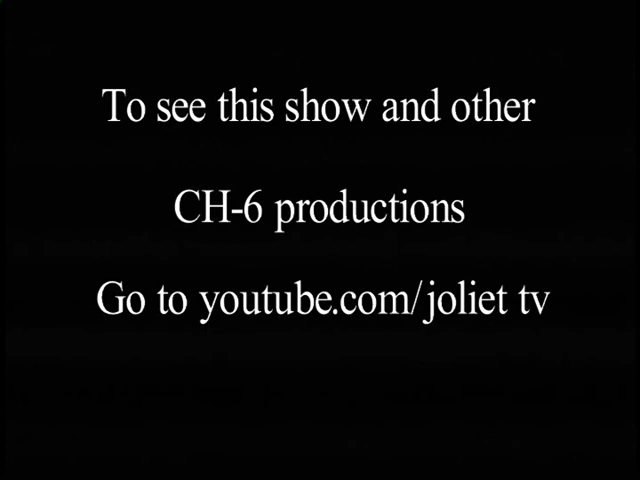 To see this show and other
CH-6 productions
Go to youtube.com/joliet tv